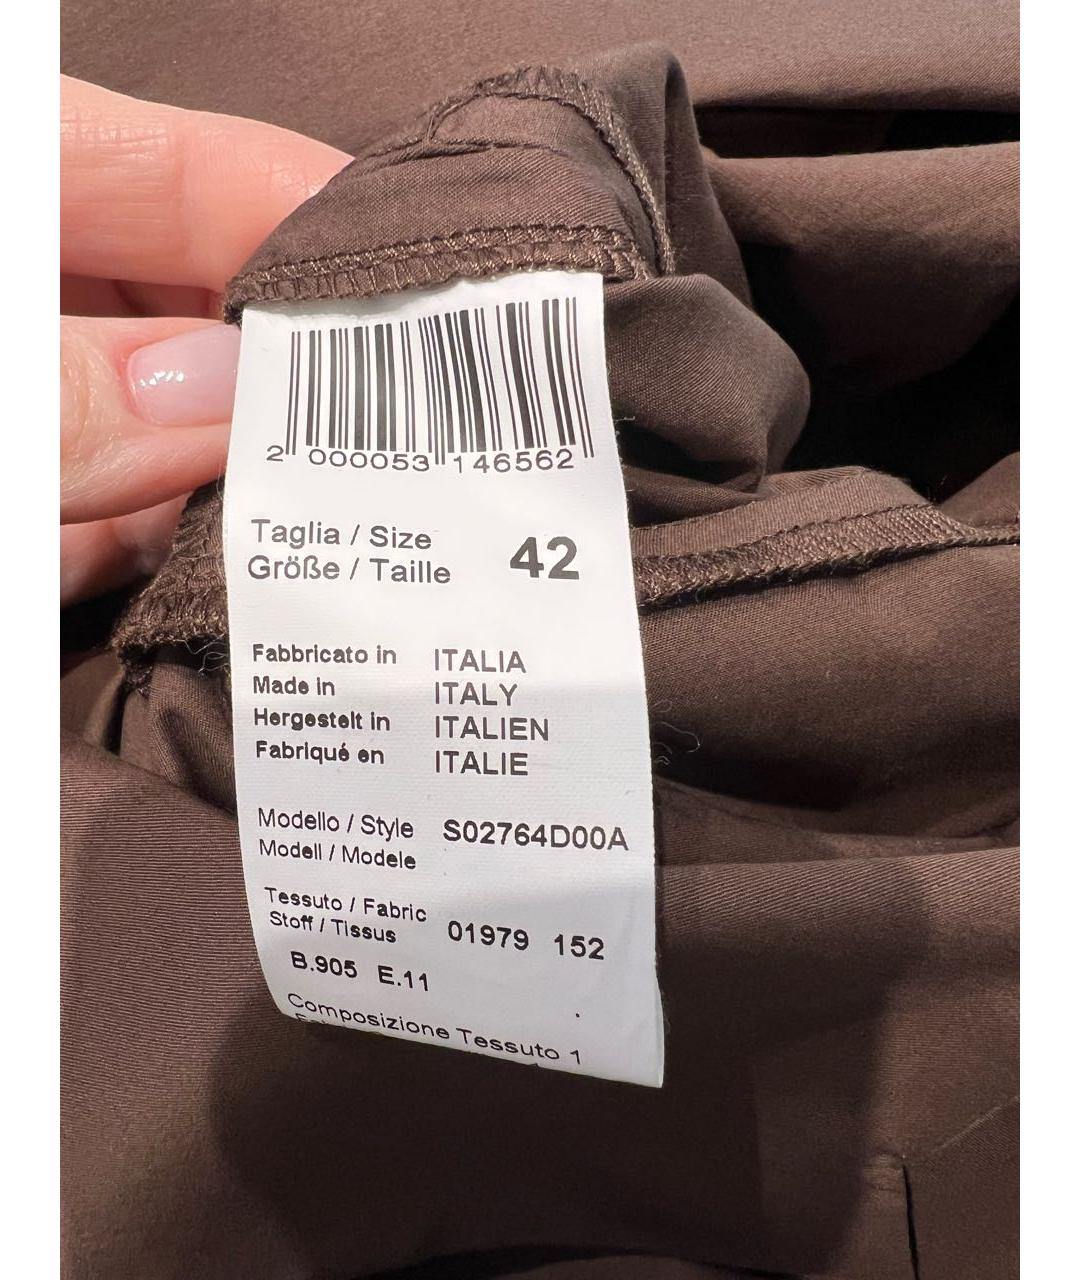 2 000053 146562
Taglia / Size
Größe / Taille 42
Fabbricato in ITALIA
Made in ITALY
Hergestelt in ITALIEN
Fabriqué en ITALIE
Modello / Style S02764D00A
Modell / Modele
Tessuto / Fabric
Stoff / Tissus 01979 152
B.905 E.11
Composizione Tessuto 1